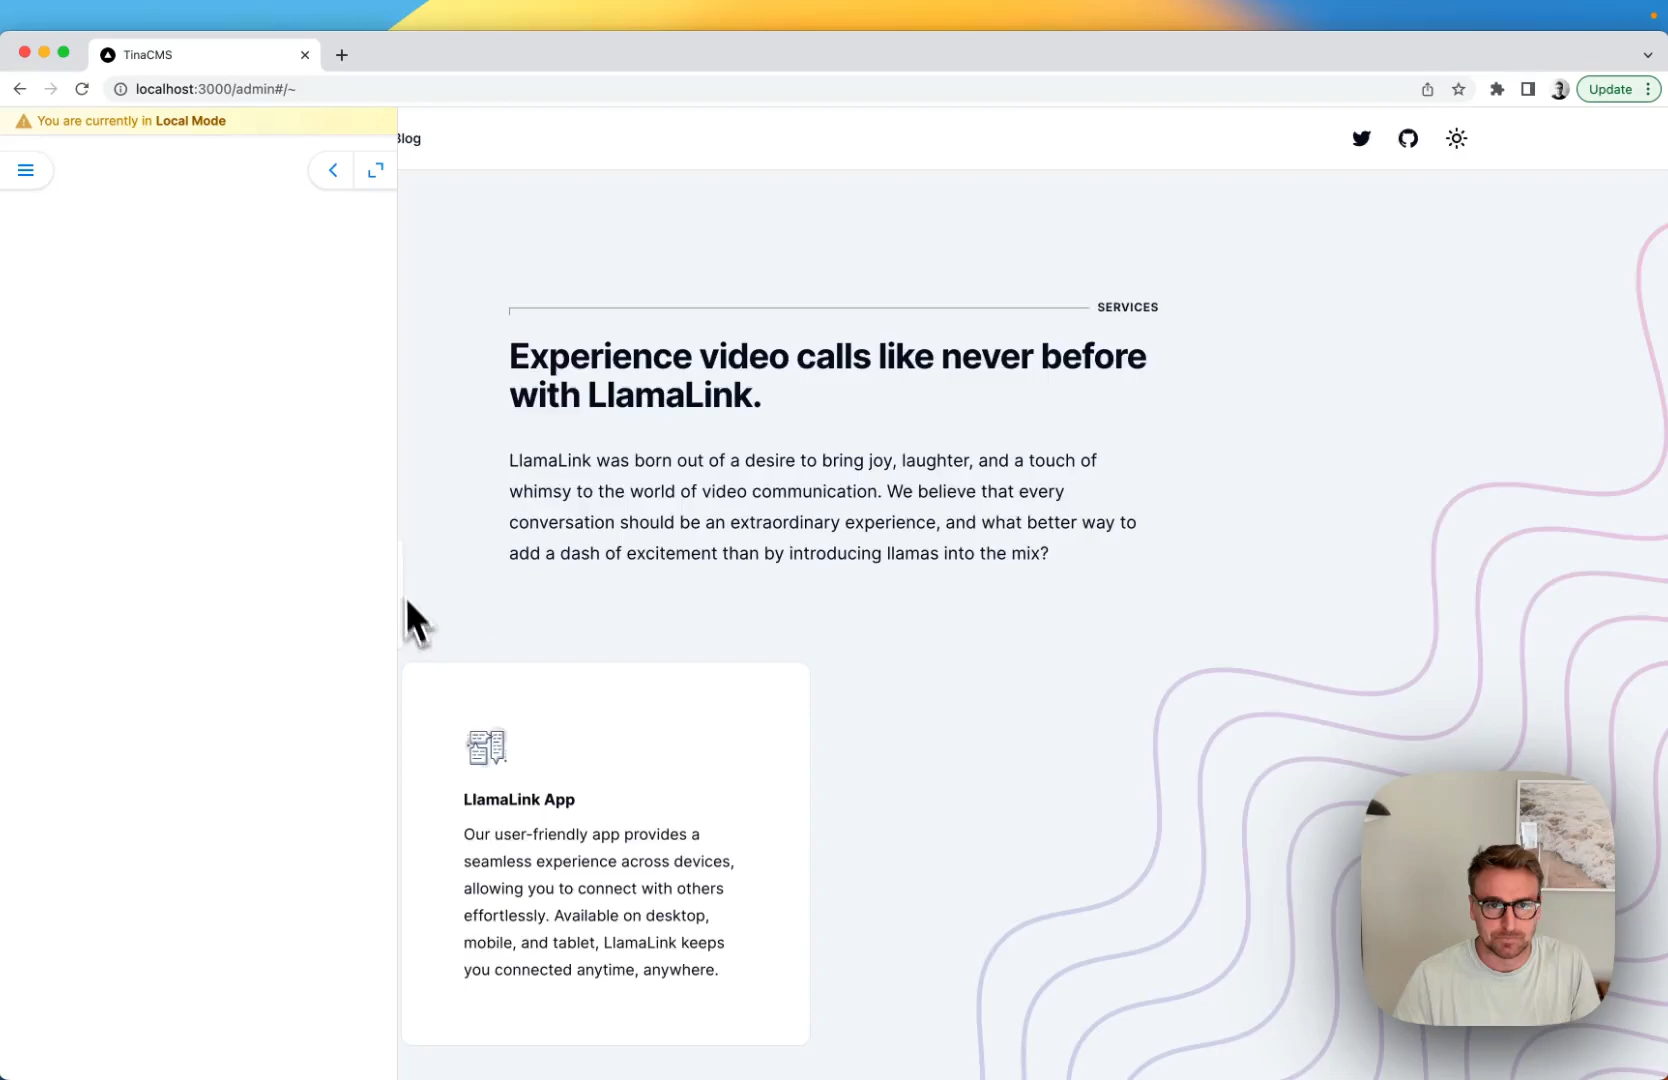 TinaCMS
localhost:3000/admin#/~
Update
You are currently in Local Mode
Blog
SERVICES
Experience video calls like never before
with LlamaLink.
LlamaLink was born out of a desire to bring joy, laughter, and a touch of
whimsy to the world of video communication. We believe that every
conversation should be an extraordinary experience, and what better way to
add a dash of excitement than by introducing llamas into the mix?
LlamaLink App
Our user-friendly app provides a
seamless experience across devices,
allowing you to connect with others
effortlessly. Available on desktop,
mobile, and tablet, LlamaLink keeps
you connected anytime, anywhere.